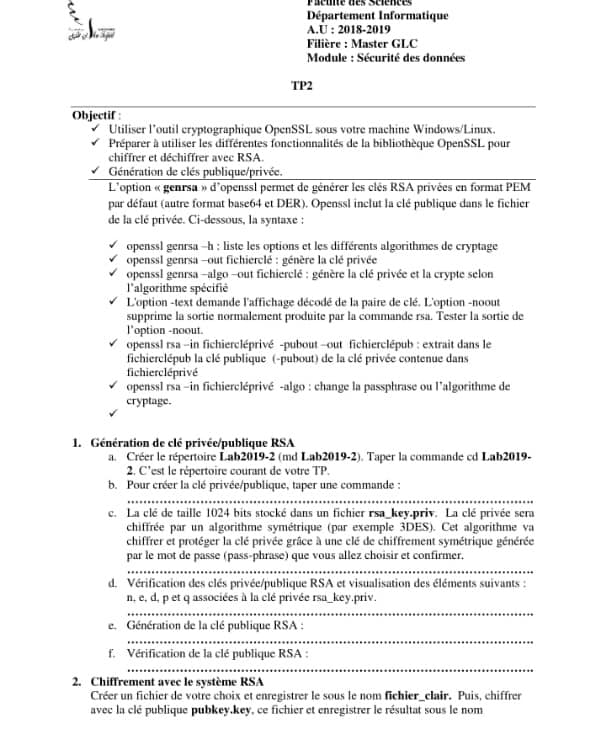 Faculté des Sciences
Département Informatique
A.U : 2018-2019
Filière : Master GLC
Module : Sécurité des données
TP2
Objectif :
✓ Utiliser l’outil cryptographique OpenSSL sous votre machine Windows/Linux.
✓ Préparer à utiliser les différentes fonctionnalités de la bibliothèque OpenSSL pour
chiffrer et déchiffrer avec RSA.
✓ Génération de clés publique/privée.
L’option « genrsa » d’openssl permet de générer les clés RSA privées en format PEM
par défaut (autre format base64 et DER). Openssl inclut la clé publique dans le fichier
de la clé privée. Ci-dessous, la syntaxe :
✓ openssl genrsa –h : liste les options et les différents algorithmes de cryptage
✓ openssl genrsa –out fichierclé : génère la clé privée
✓ openssl genrsa –algo –out fichierclé : génère la clé privée et la crypte selon
l’algorithme spécifié
✓ L'option -text demande l'affichage décodé de la paire de clé. L'option -noout
supprime la sortie normalement produite par la commande rsa. Tester la sortie de
l’option -noout.
✓ openssl rsa –in fichiercléprivé -pubout –out fichierclépub : extrait dans le
fichierclépub la clé publique (-pubout) de la clé privée contenue dans
fichiercléprivé
✓ openssl rsa –in fichiercléprivé -algo : change la passphrase ou l’algorithme de
cryptage.
✓
1. Génération de clé privée/publique RSA
a. Créer le répertoire Lab2019-2 (md Lab2019-2). Taper la commande cd Lab2019-
2. C’est le répertoire courant de votre TP.
b. Pour créer la clé privée/publique, taper une commande :
c. La clé de taille 1024 bits stocké dans un fichier rsa_key.priv. La clé privée sera
chiffrée par un algorithme symétrique (par exemple 3DES). Cet algorithme va
chiffrer et protéger la clé privée grâce à une clé de chiffrement symétrique générée
par le mot de passe (pass-phrase) que vous allez choisir et confirmer.
d. Vérification des clés privée/publique RSA et visualisation des éléments suivants :
n, e, d, p et q associées à la clé privée rsa_key.priv.
e. Génération de la clé publique RSA :
f. Vérification de la clé publique RSA :
2. Chiffrement avec le système RSA
Créer un fichier de votre choix et enregistrer le sous le nom fichier_clair. Puis, chiffrer
avec la clé publique pubkey.key, ce fichier et enregistrer le résultat sous le nom